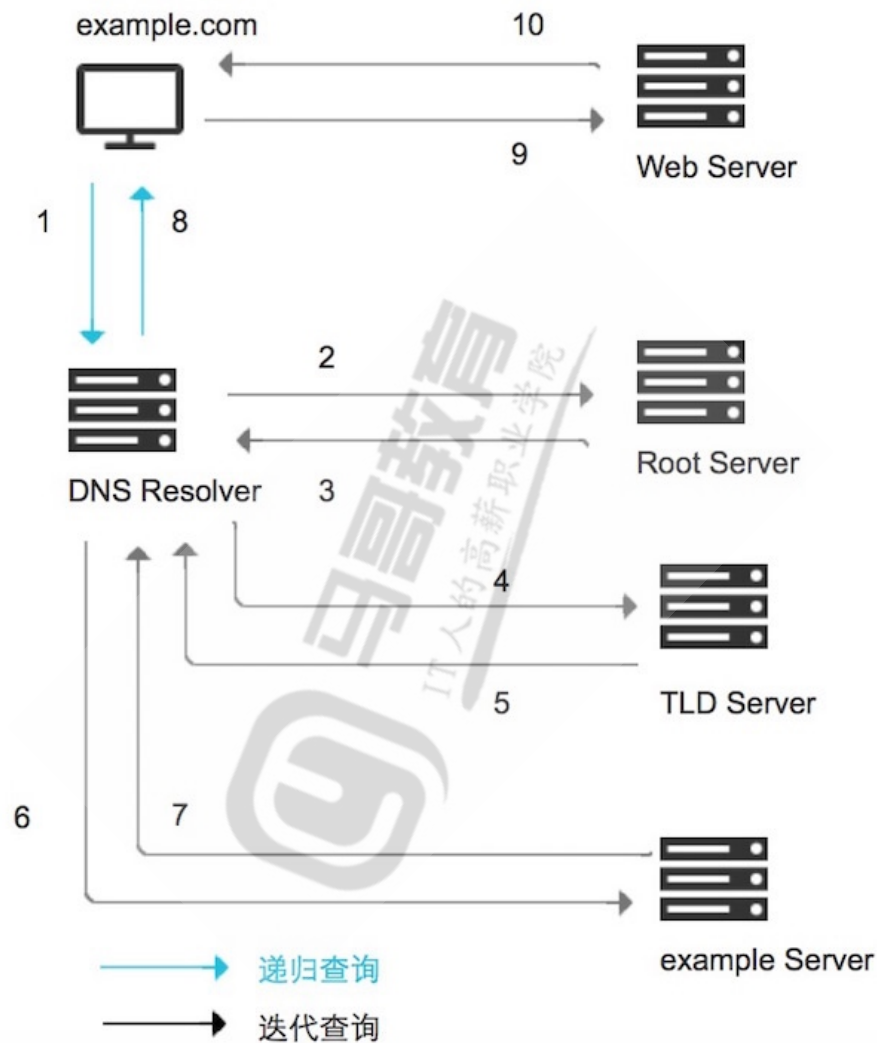 example.com
10
9
Web Server
1
8
2
Root Server
DNS Resolver
3
4
5
TLD Server
6
7
example Server
递归查询
迭代查询
马哥教育
IT人的高薪职业学院